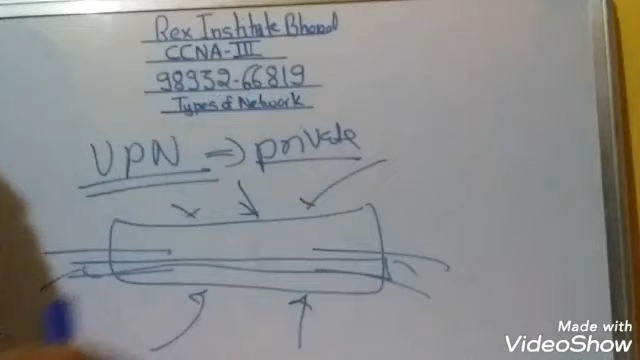 Rex Institute Bhopal
CCNA-III
98932-66819
Types of Network
VPN => private
Made with
VideoShow